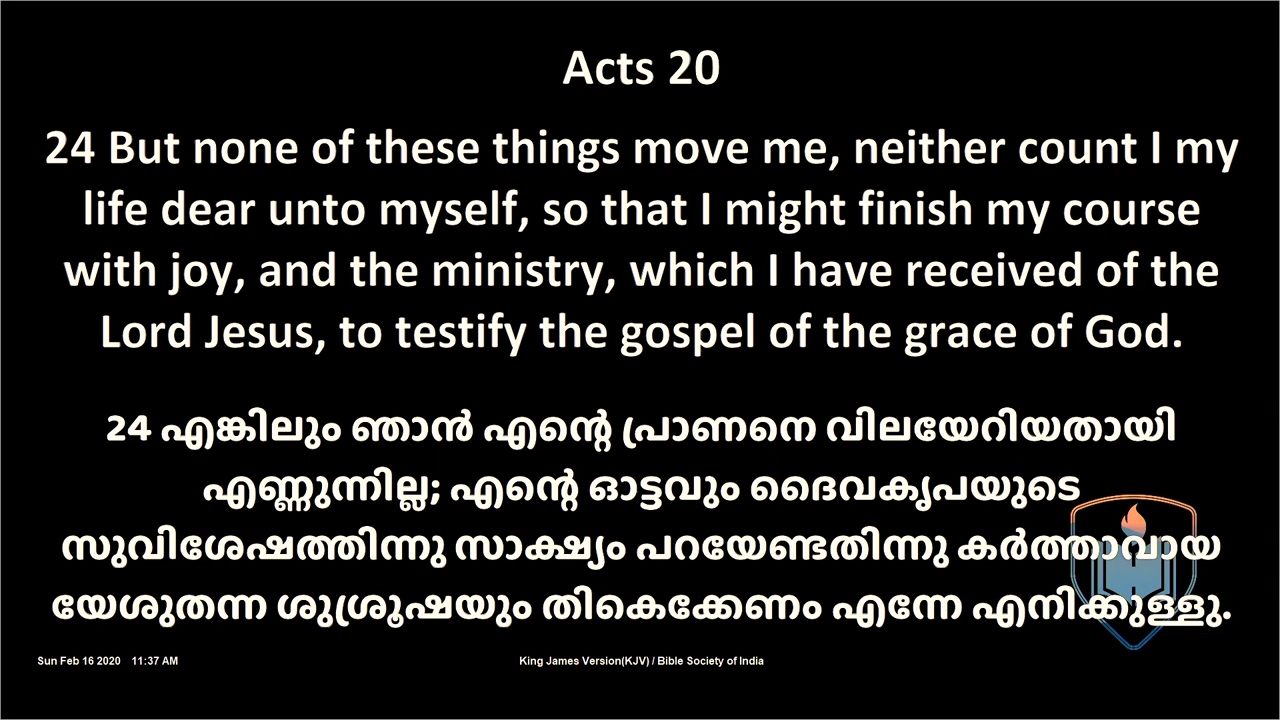 Acts 20
24 But none of these things move me, neither count I my
life dear unto myself, so that I might finish my course
with joy, and the ministry, which I have received of the
Lord Jesus, to testify the gospel of the grace of God.
24 എങ്കിലും ഞാൻ എന്റെ പ്രാണനെ വിലയേറിയതായി
എണ്ണുന്നില്ല; എന്റെ ഓട്ടവും ദൈവകൃപയുടെ
സുവിശേഷത്തിന്നു സാക്ഷ്യം പറയേണ്ടതിന്നു കർത്താവായ
യേശുതന്ന ശുശ്രൂഷയും തികെക്കേണം എന്നേ എനിക്കുള്ളു.
Sun Feb 16 2020 11:37 AM
King James Version(KJV) / Bible Society of India